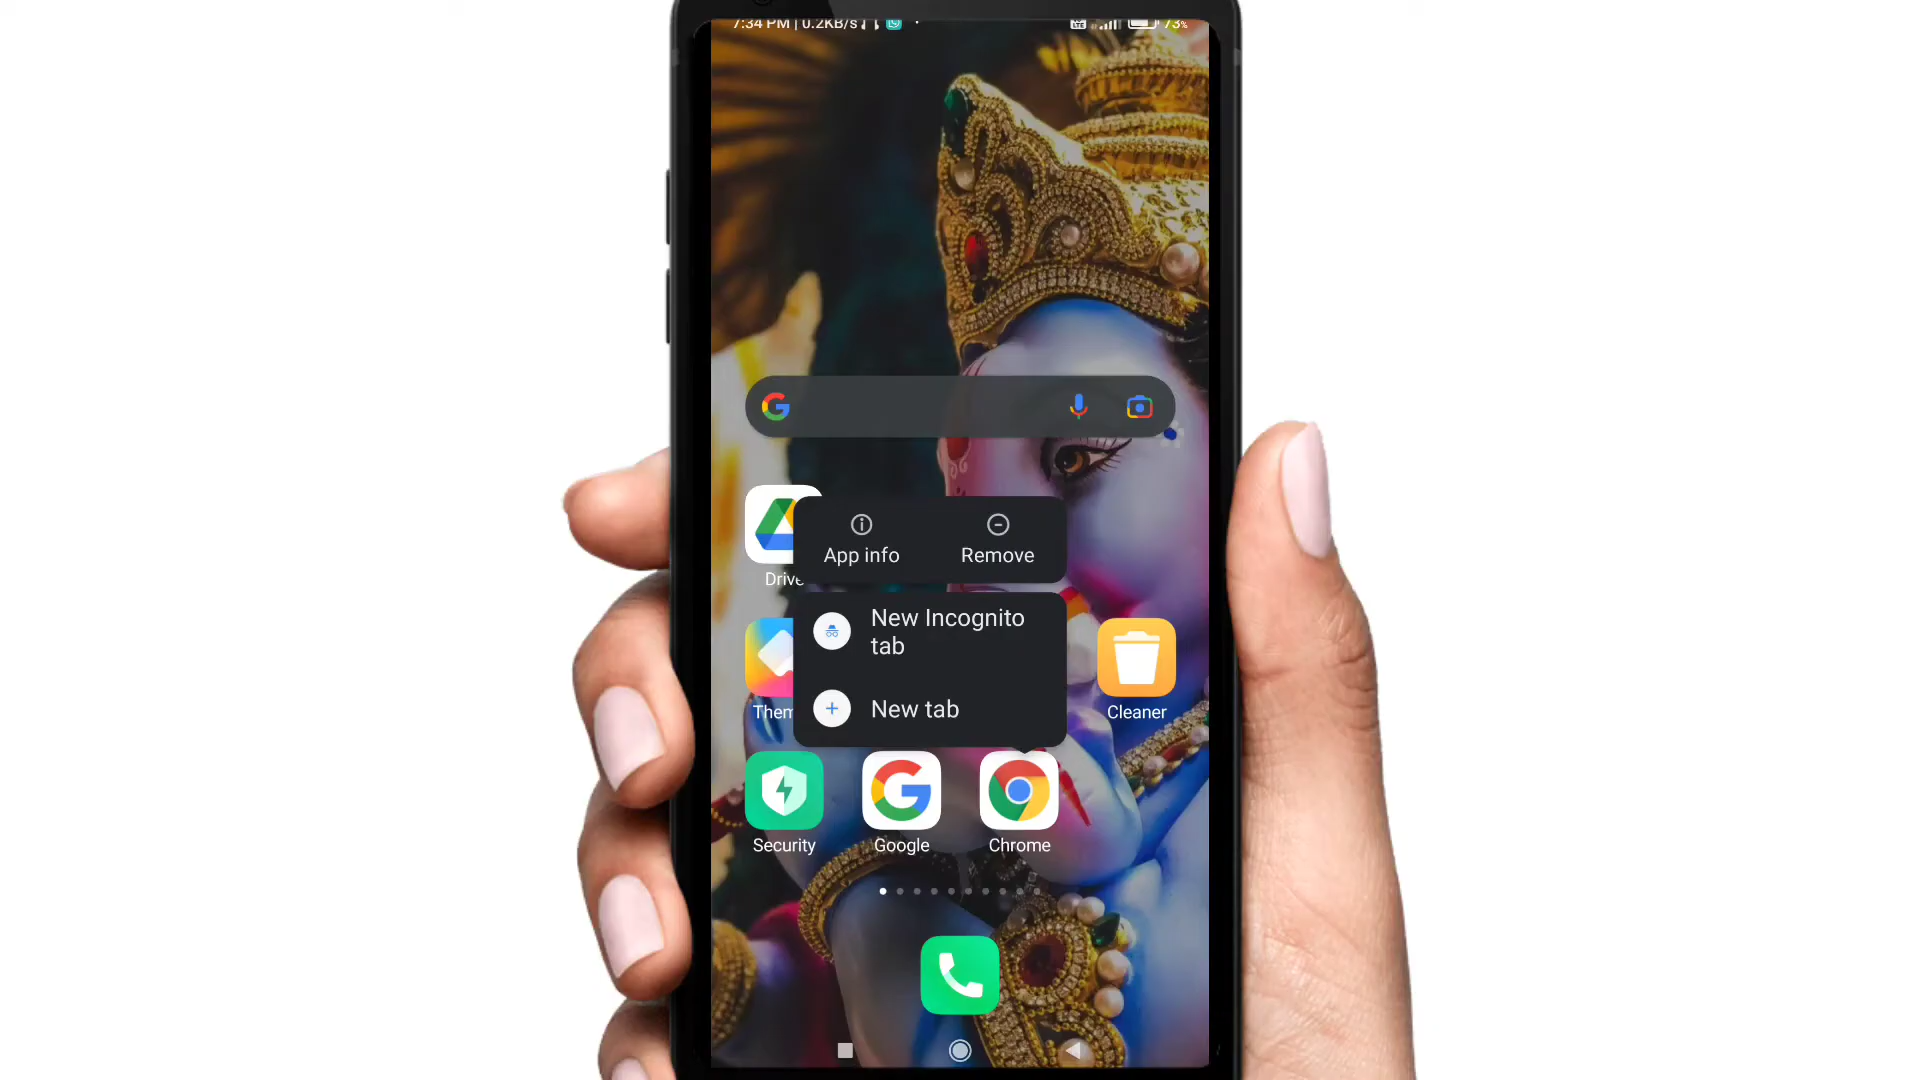 7:34 PM | 0.2KB/s
73%
App info
Remove
Drive
New Incognito
tab
New tab
Them
Cleaner
Security
Google
Chrome